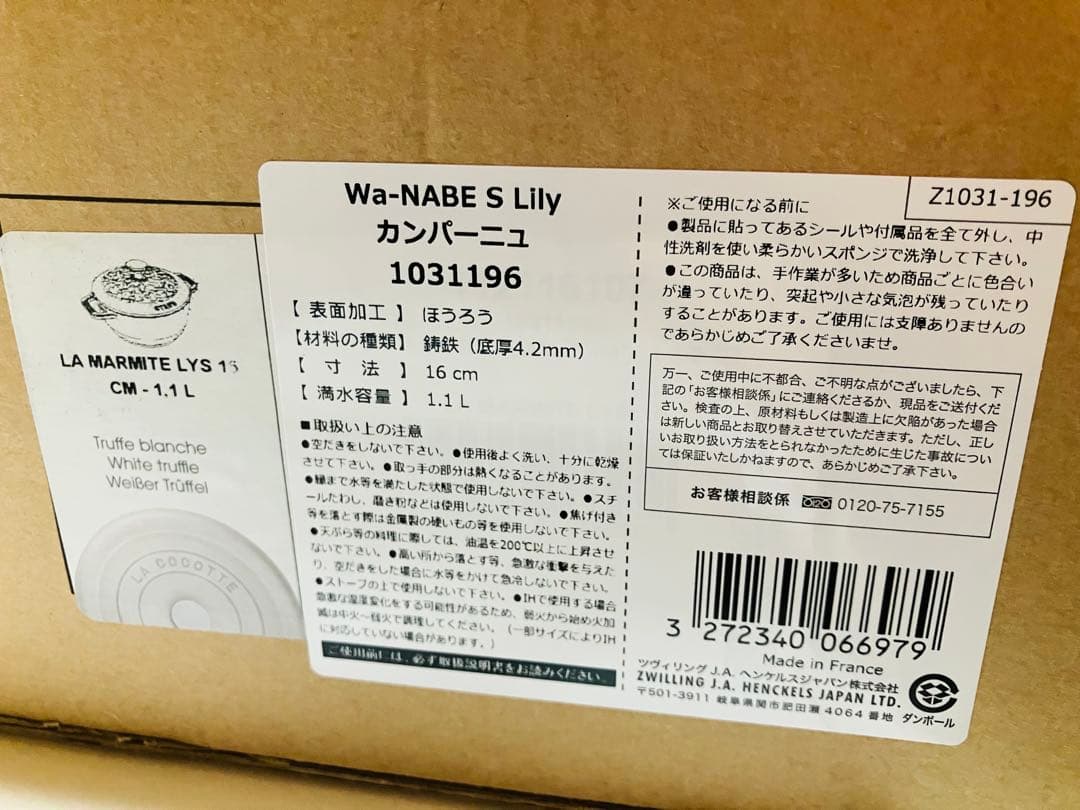 LA MARMITE LYS 16
CM - 1.1 L
Truffe blanche
White truffle
Weißer Trüffel
LA COCOTTE
Wa-NABE S Lily
カンパーニュ
1031196
【 表面加工 】 ほうろう
【材料の種類】 鋳鉄（底厚4.2mm）
【 寸 法 】 16 cm
【 満水容量 】 1.1 L
■取扱い上の注意
●空だきをしないで下さい。●使用後よく洗い、十分に乾燥
させて下さい。●取っ手の部分は熱くなることがあります。
●縁まで水等を満たした状態で使用しないで下さい。●スチ
ールたわし、磨き粉などは使用しないで下さい。●焦げ付き
等を落とす際は金属製の硬いもの等を使用しないで下さい。
●天ぷら等の料理に際しては、油温を200℃以上に上昇させ
ないで下さい。●高い所から落とす等、急激な衝撃を与えた
り、空だきをした場合に水等をかけて急冷しないで下さい。
●ストーブの上で使用しないで下さい。●IHで使用する場合
急激な温度変化をする可能性があるため、弱火から始め火加
減は中火～弱火で調理してください。（一部サイズによりIH
に対応していない場合があります。）
ご使用前には、必ず取扱説明書をお読みください。
Z1031-196
※ご使用になる前に
●製品に貼ってあるシールや付属品を全て外し、中
性洗剤を使い柔らかいスポンジで洗浄して下さい。
●この商品は、手作業が多いため商品ごとに色合い
が違っていたり、突起や小さな気泡が残っていたり
することがあります。ご使用には支障ありませんの
であらかじめご了承くださいませ。
万一、ご使用中に不都合、ご不明な点がございましたら、下
記の「お客様相談係」にご連絡くださるか、現品をご送付くだ
さい。検査の上、原材料もしくは製造上に欠陥があった場合
は新しい商品とお取り替えさせていただきます。ただし、正し
いお取り扱い方法をとられなかったために生じた事故につい
ては保証いたしかねますので、あらかじめご了承下さい。
お客様相談係 0120-75-7155
3 272340 066979
Made in France
ツヴィリング J.A. ヘンケルスジャパン株式会社
ZWILLING J.A. HENCKELS JAPAN LTD.
〒501-3911 岐阜県関市肥田瀬 4064 番地
ダンボール